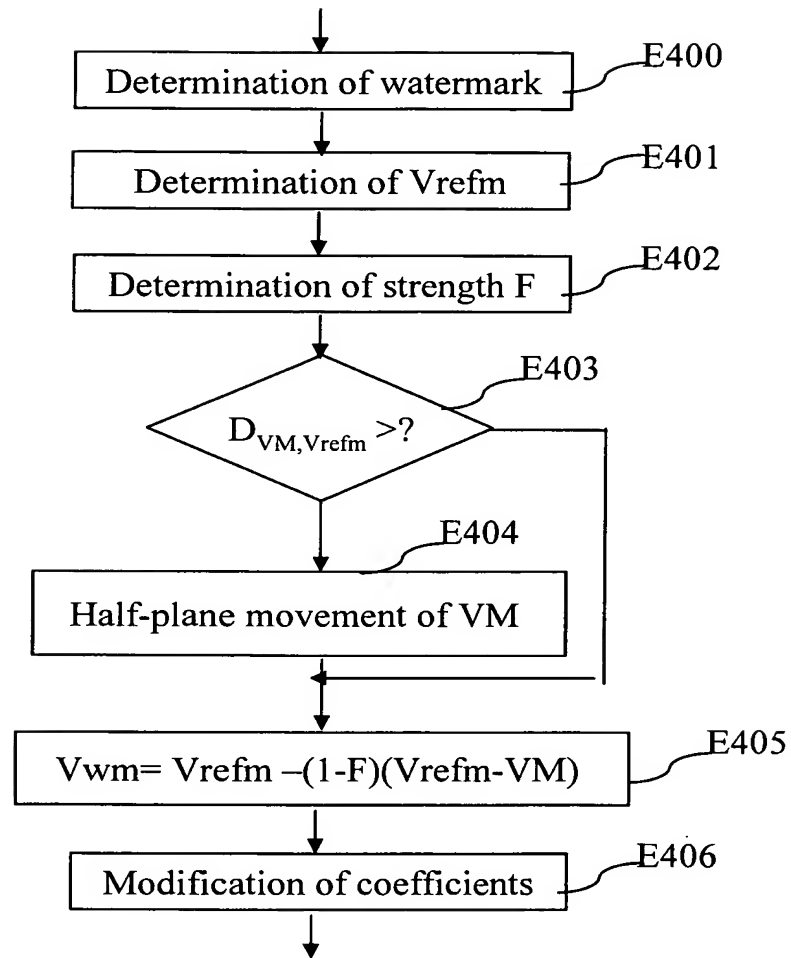 E400
Determination of watermark
E401
Determination of Vrefm
E402
Determination of strength F
E403
D_VM,Vrefm >?
E404
Half-plane movement of VM
E405
Vwm= Vrefm –(1-F)(Vrefm-VM)
E406
Modification of coefficients